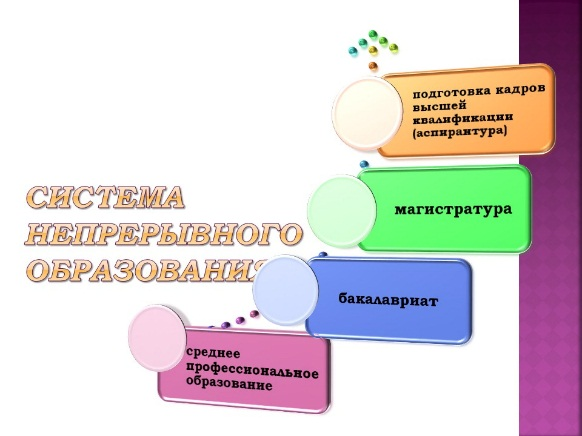 СИСТЕМА
НЕПРЕРЫВНОГО
ОБРАЗОВАНИЯ
подготовка кадров
высшей
квалификации
(аспирантура)
магистратура
бакалавриат
среднее
профессиональное
образование